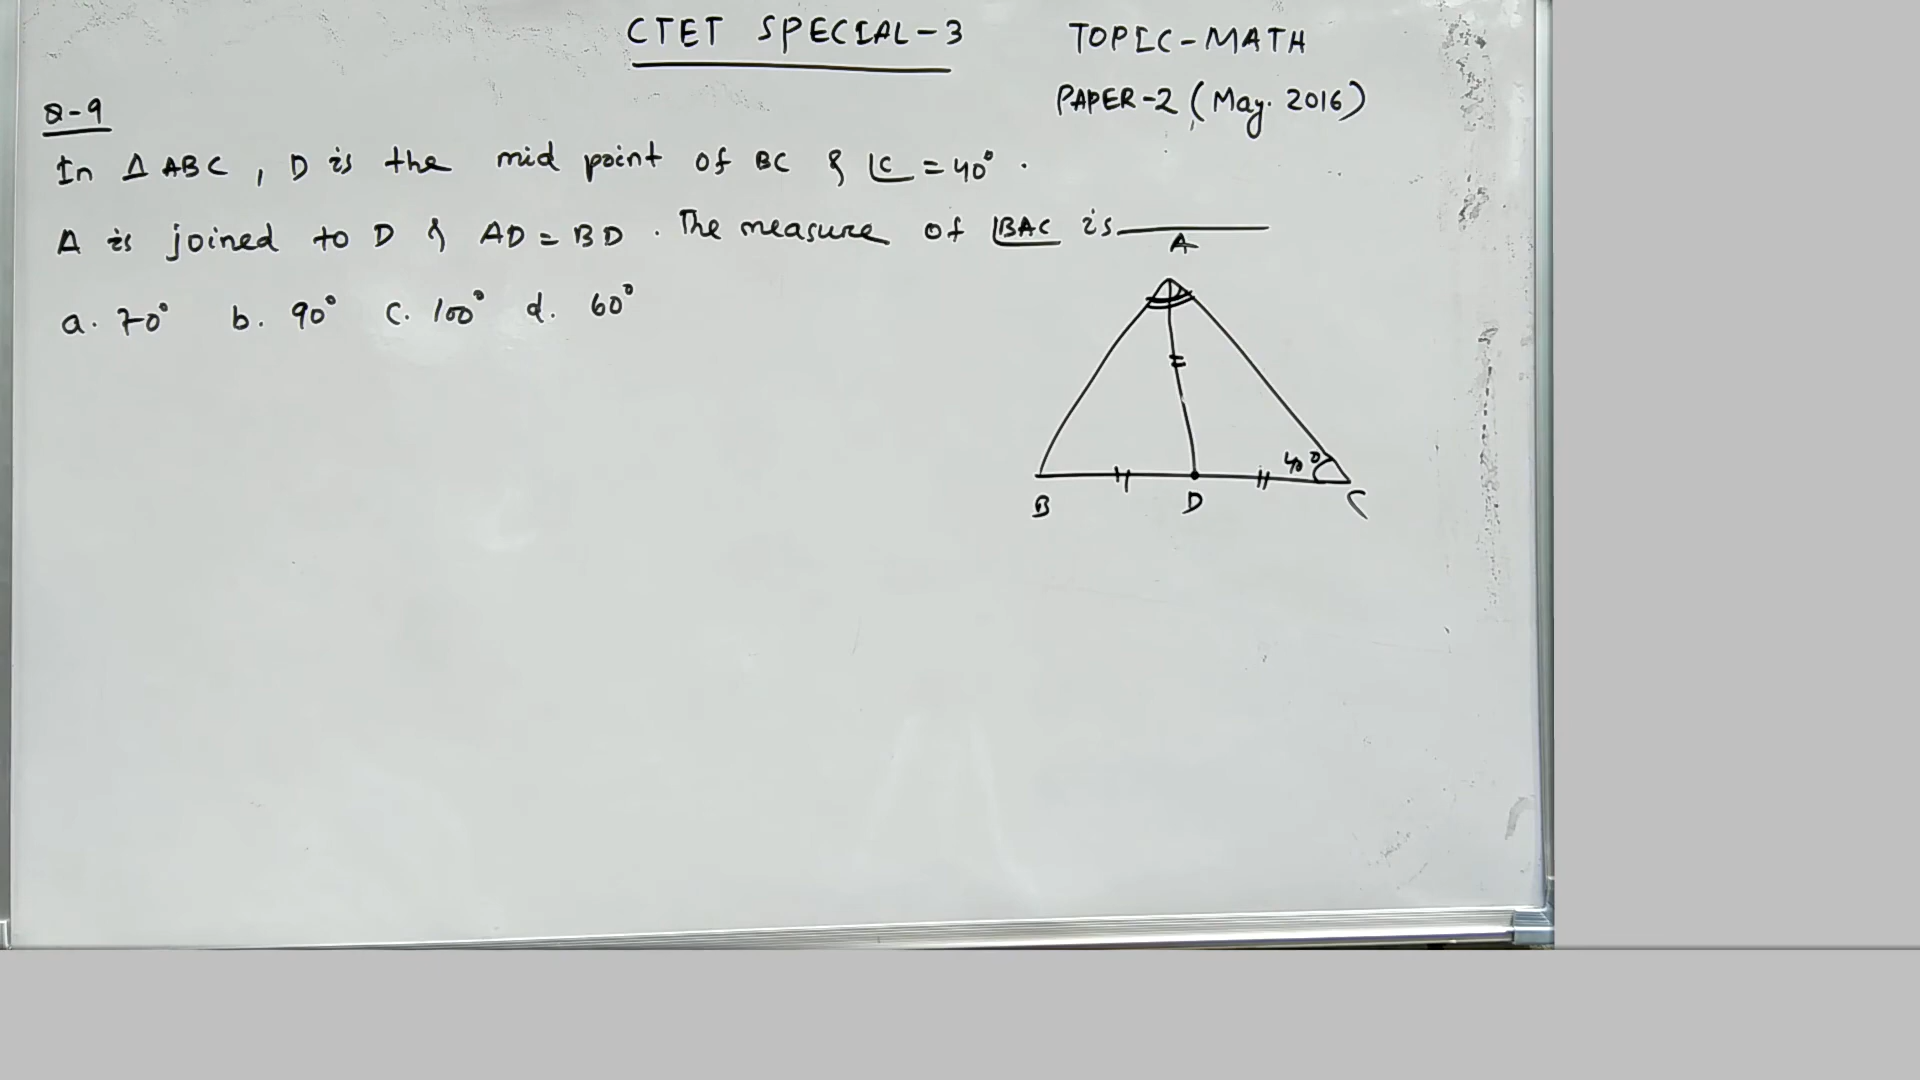 CTET SPECIAL-3
TOPIC-MATH
PAPER-2 (May. 2016)
Q-9
In Δ ABC, D is the mid point of BC & ∠C = 40°.
A is joined to D & AD = BD. The measure of ∠BAC is ______
a. 70° b. 90° c. 100° d. 60°
A
40°
B D C